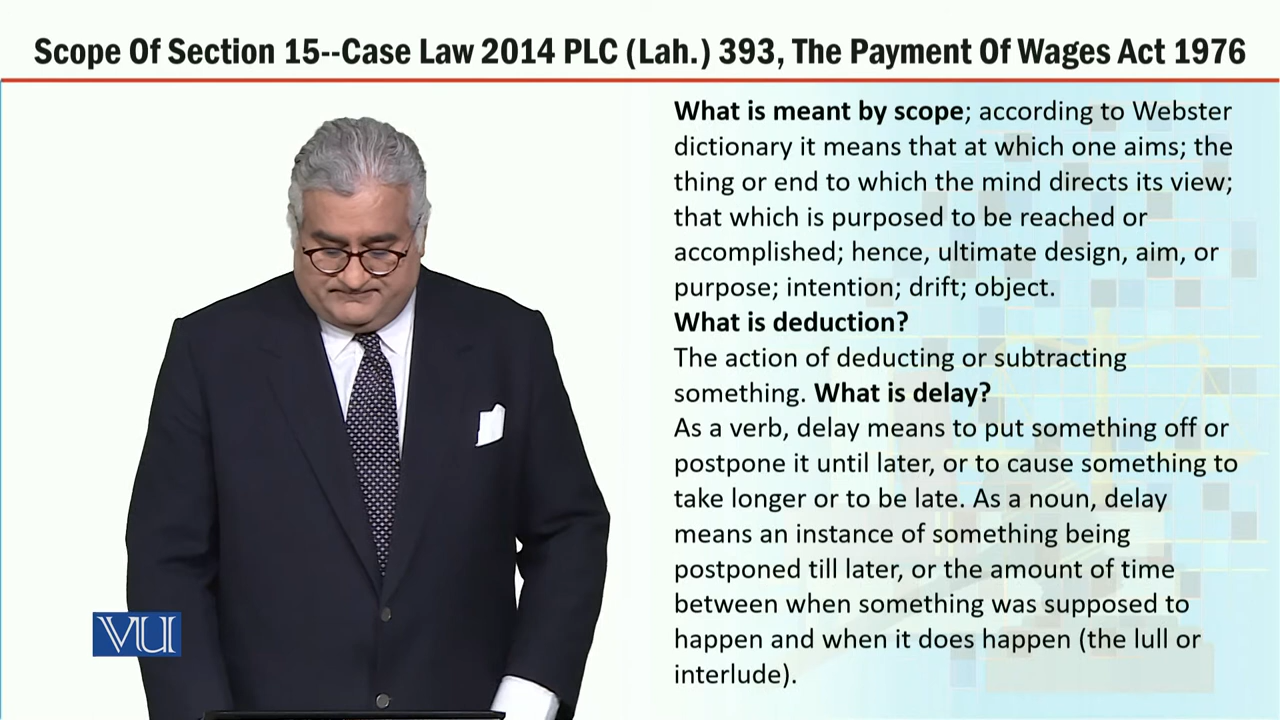 Scope Of Section 15--Case Law 2014 PLC (Lah.) 393, The Payment Of Wages Act 1976
What is meant by scope; according to Webster
dictionary it means that at which one aims; the
thing or end to which the mind directs its view;
that which is purposed to be reached or
accomplished; hence, ultimate design, aim, or
purpose; intention; drift; object.
What is deduction?
The action of deducting or subtracting
something. What is delay?
As a verb, delay means to put something off or
postpone it until later, or to cause something to
take longer or to be late. As a noun, delay
means an instance of something being
postponed till later, or the amount of time
between when something was supposed to
happen and when it does happen (the lull or
interlude).
VU